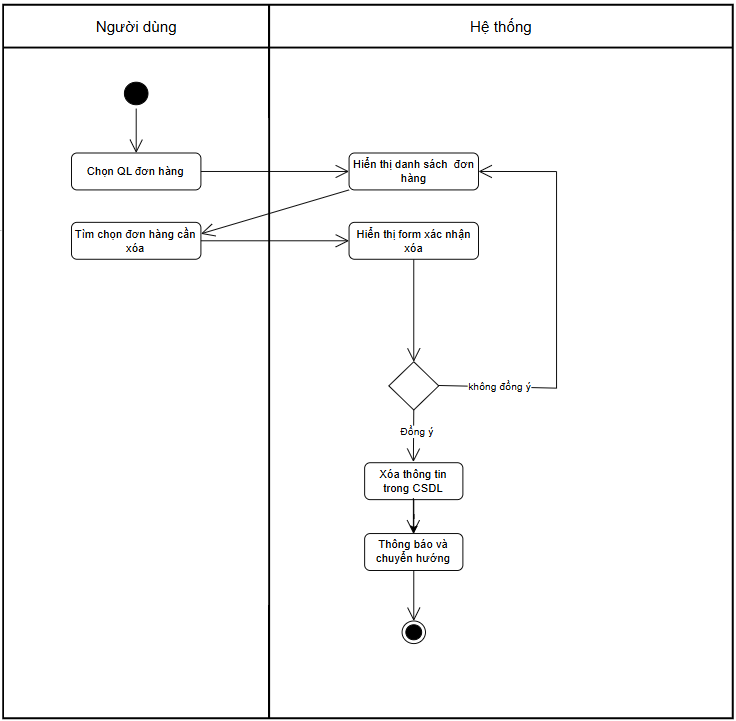 Người dùng
Hệ thống
Chọn QL đơn hàng
Hiển thị danh sách đơn
hàng
Tìm chọn đơn hàng cần
xóa
Hiển thị form xác nhận
xóa
không đồng ý
Đồng ý
Xóa thông tin
trong CSDL
Thông báo và
chuyển hướng